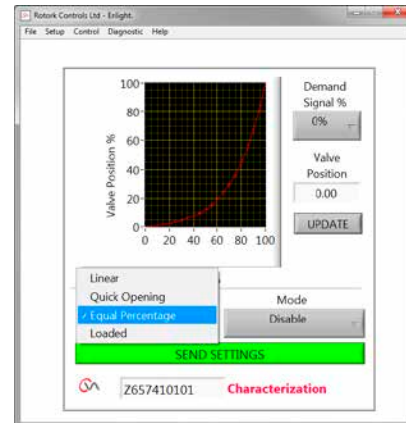 Rotork Controls Ltd - Enlight.
File Setup Control Diagnostic Help
100
80
60
40
20
0
Valve Position %
0 20 40 60 80 100
Demand
Signal %
0%
Valve
Position
0.00
UPDATE
Linear
Quick Opening
✓ Equal Percentage
Loaded
Mode
Disable
SEND SETTINGS
Z657410101
Characterization